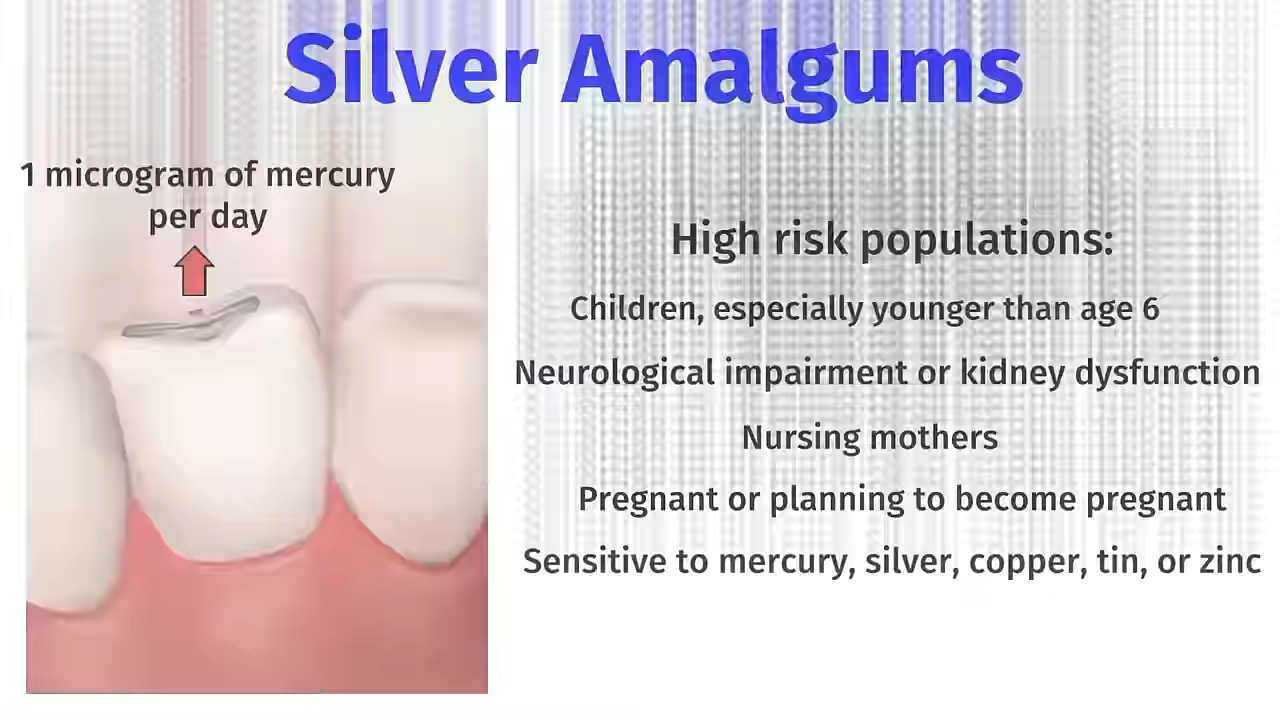 Silver Amalgums
1 microgram of mercury
per day
High risk populations:
Children, especially younger than age 6
Neurological impairment or kidney dysfunction
Nursing mothers
Pregnant or planning to become pregnant
Sensitive to mercury, silver, copper, tin, or zinc